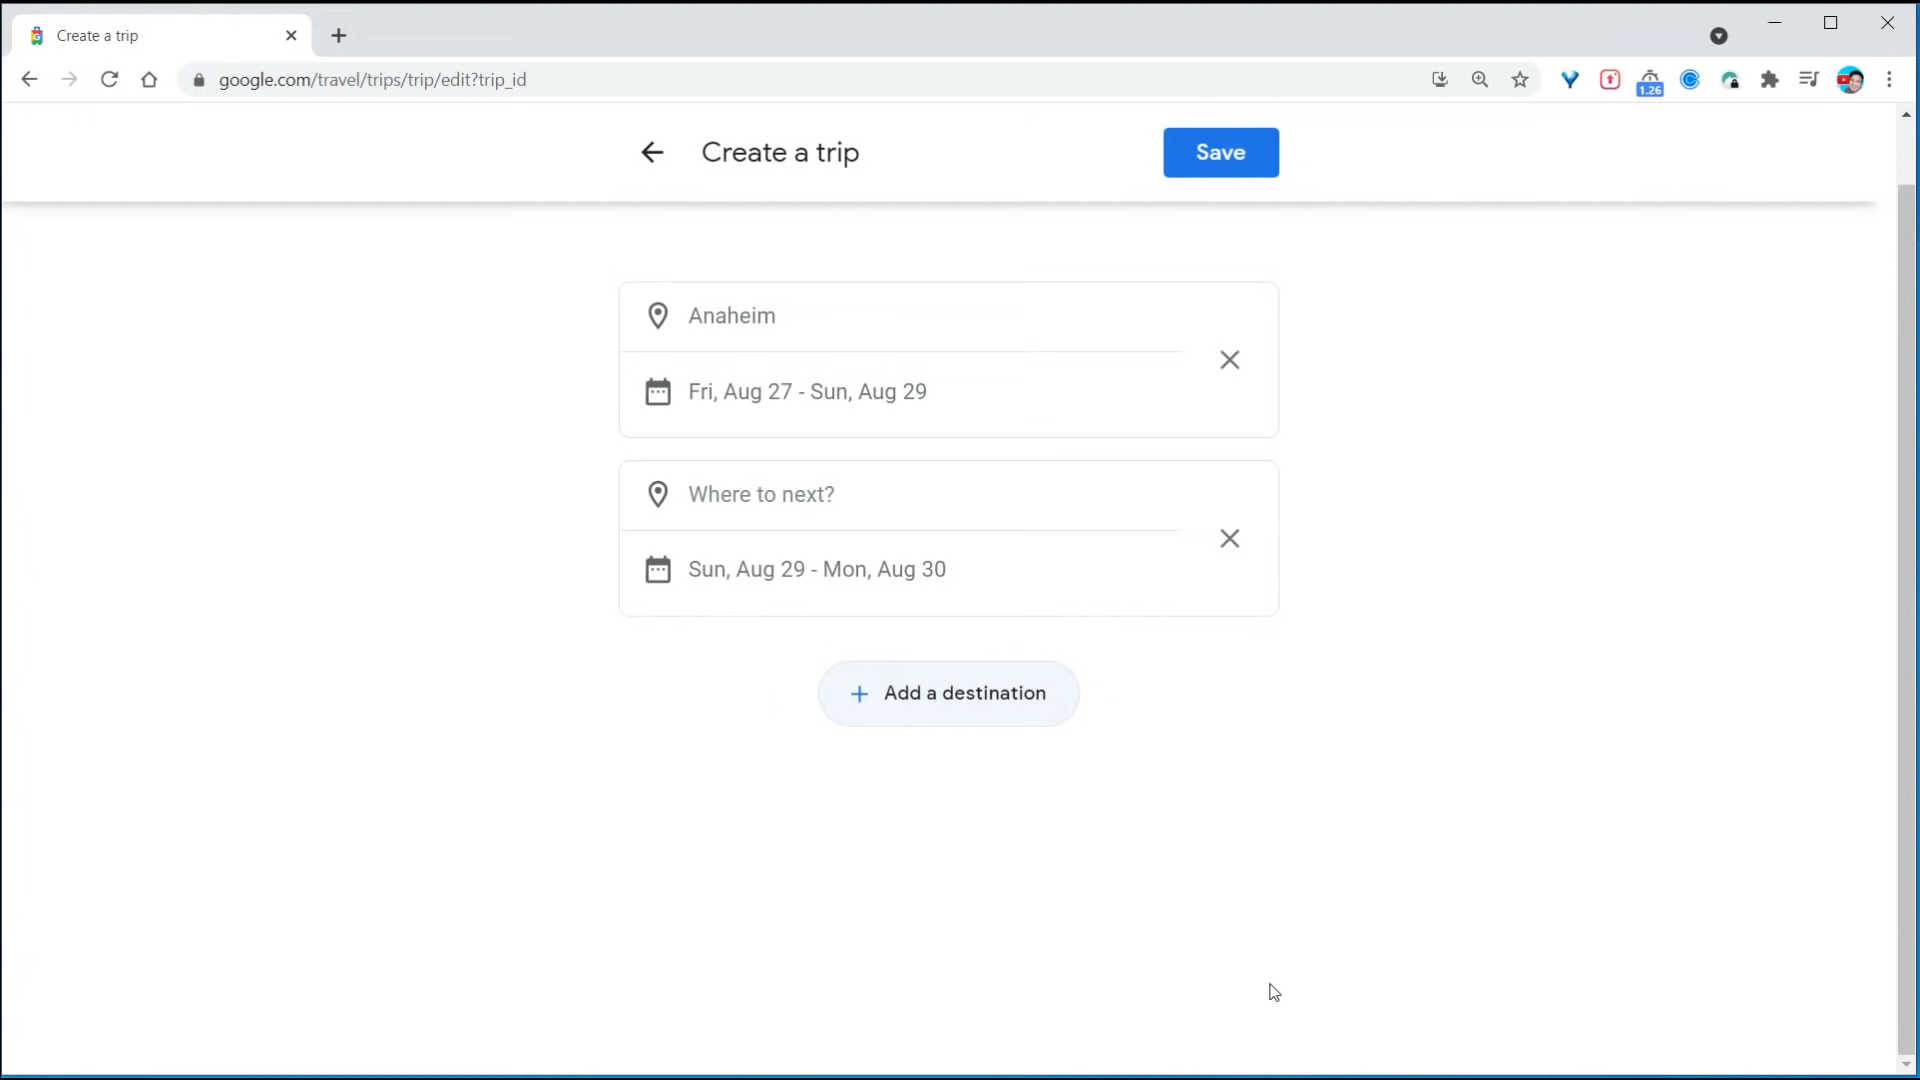 Create a trip
google.com/travel/trips/trip/edit?trip_id
1.26
Create a trip
Save
Anaheim
Fri, Aug 27 - Sun, Aug 29
Where to next?
Sun, Aug 29 - Mon, Aug 30
Add a destination